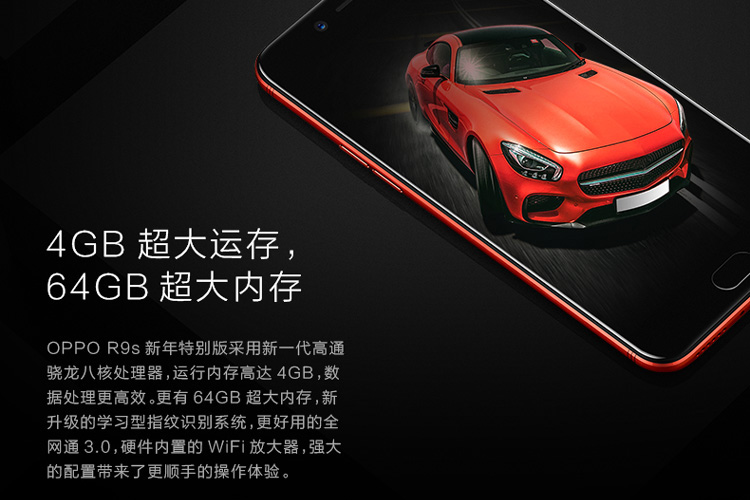 4GB 超大运存，
64GB 超大内存
OPPO R9s 新年特别版采用新一代高通
骁龙八核处理器，运行内存高达 4GB，数
据处理更高效。更有 64GB 超大内存，新
升级的学习型指纹识别系统，更好用的全
网通 3.0，硬件内置的 WiFi 放大器，强大
的配置带来了更顺手的操作体验。